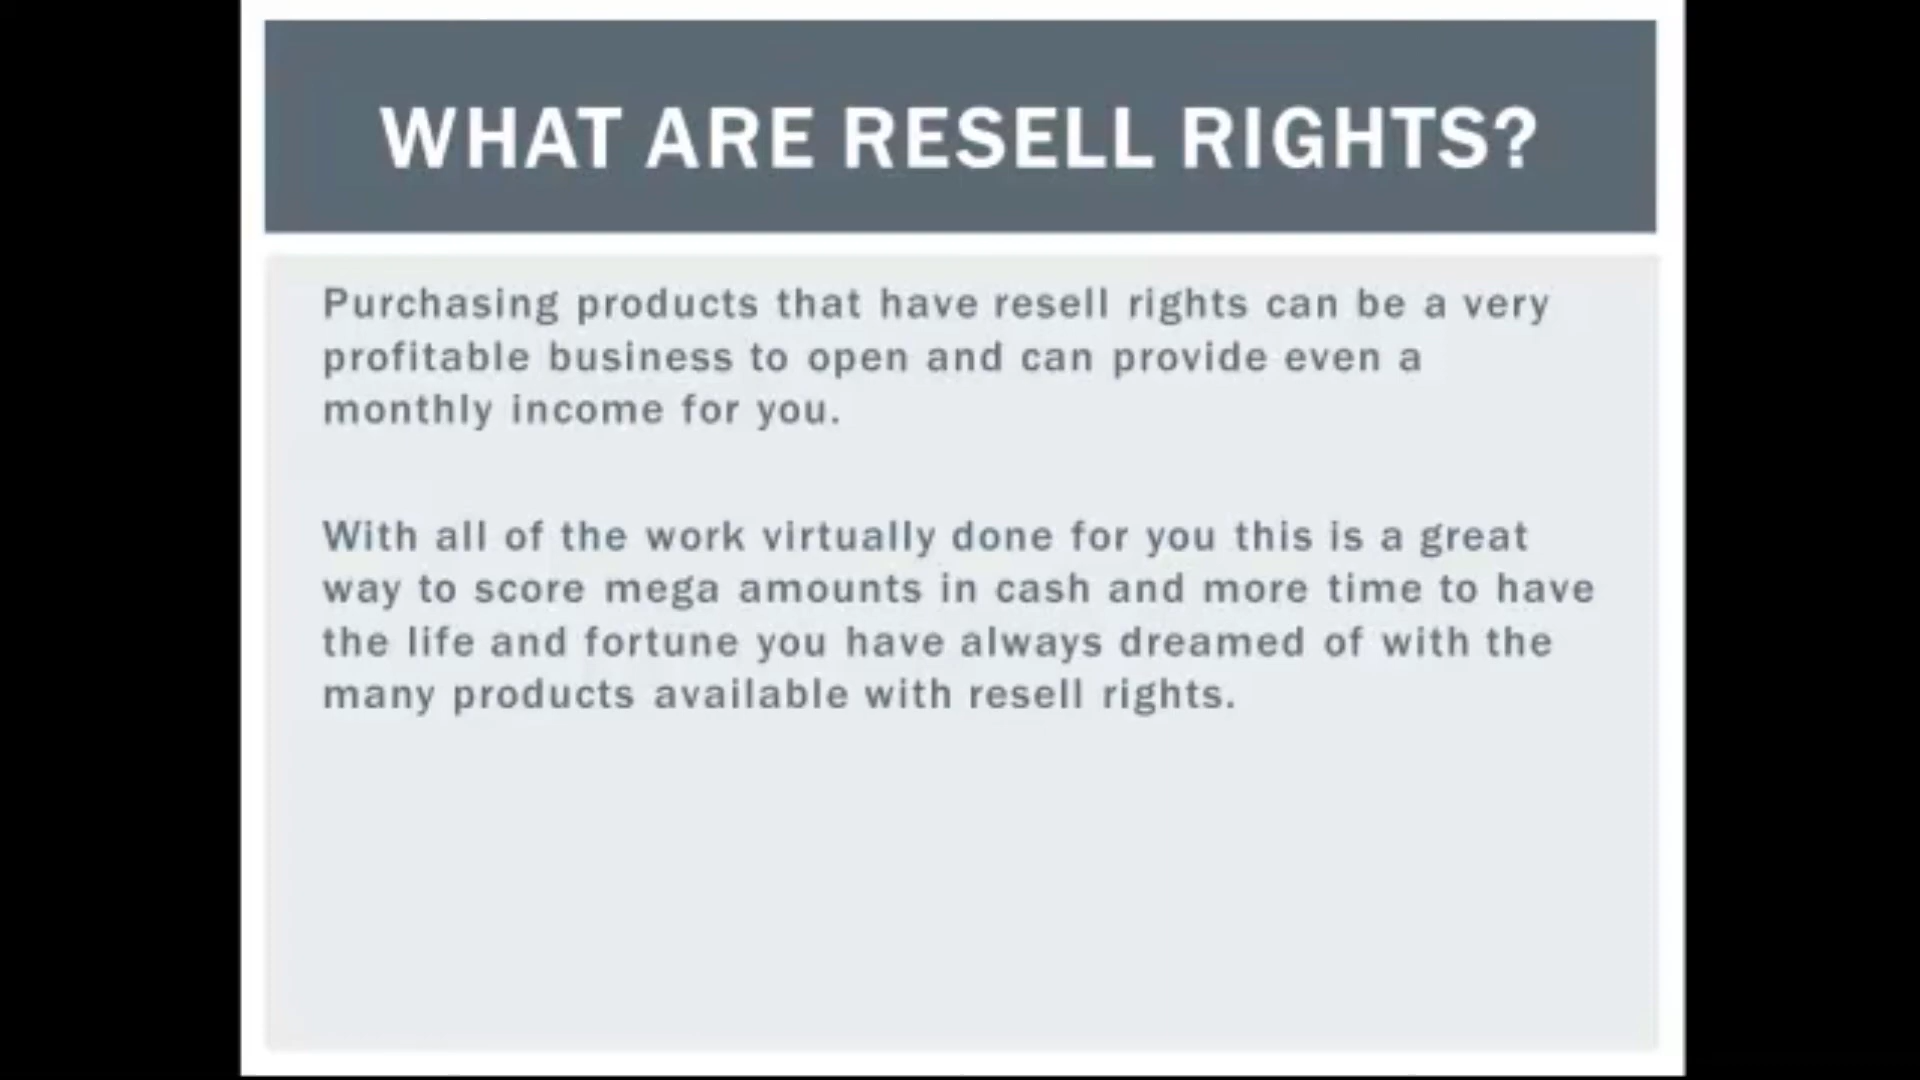 WHAT ARE RESELL RIGHTS?
Purchasing products that have resell rights can be a very
profitable business to open and can provide even a
monthly income for you.
With all of the work virtually done for you this is a great
way to score mega amounts in cash and more time to have
the life and fortune you have always dreamed of with the
many products available with resell rights.